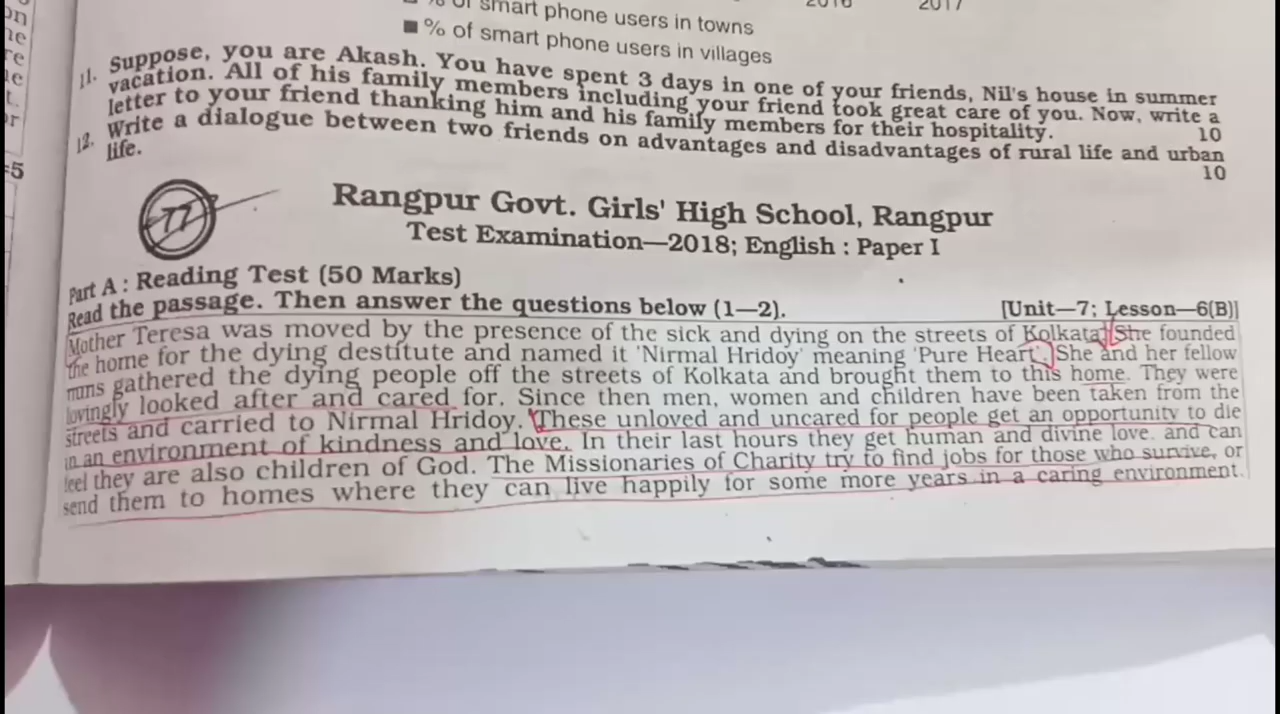 % of smart phone users in towns
2016 2017
■ % of smart phone users in villages
11. Suppose, you are Akash. You have spent 3 days in one of your friends, Nil's house in summer
vacation. All of his family members including your friend took great care of you. Now, write a
letter to your friend thanking him and his family members for their hospitality. 10
12. Write a dialogue between two friends on advantages and disadvantages of rural life and urban
life. 10
77
Rangpur Govt. Girls' High School, Rangpur
Test Examination—2018; English : Paper I
Part A : Reading Test (50 Marks)
Read the passage. Then answer the questions below (1—2). [Unit—7; Lesson—6(B)]
Mother Teresa was moved by the presence of the sick and dying on the streets of Kolkata. She founded
the home for the dying destitute and named it 'Nirmal Hridoy' meaning 'Pure Heart'. She and her fellow
nuns gathered the dying people off the streets of Kolkata and brought them to this home. They were
lovingly looked after and cared for. Since then men, women and children have been taken from the
streets and carried to Nirmal Hridoy. These unloved and uncared for people get an opportunity to die
in an environment of kindness and love. In their last hours they get human and divine love. and can
feel they are also children of God. The Missionaries of Charity try to find jobs for those who survive, or
send them to homes where they can live happily for some more years in a caring environment.